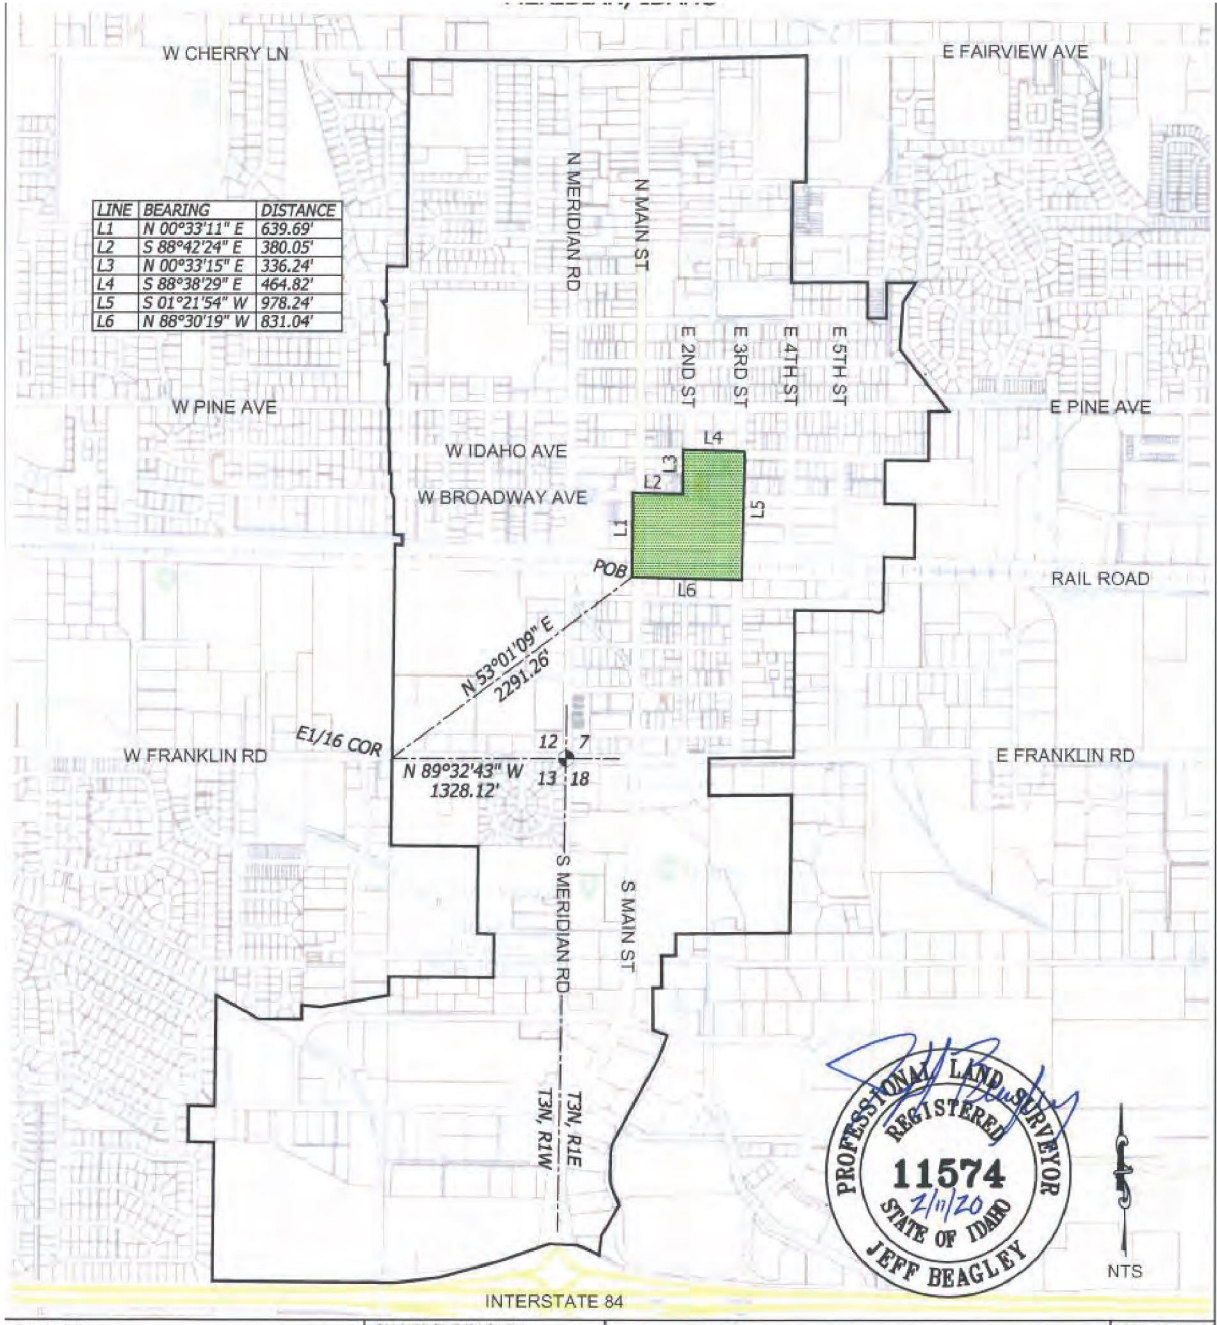 MERIDIAN, IDAHO
W CHERRY LN
E FAIRVIEW AVE
N MERIDIAN RD
N MAIN ST
LINE BEARING DISTANCE
L1 N 00°33'11" E 639.69'
L2 S 88°42'24" E 380.05'
L3 N 00°33'15" E 336.24'
L4 S 88°38'29" E 464.82'
L5 S 01°21'54" W 978.24'
L6 N 88°30'19" W 831.04'
E 2ND ST
E 3RD ST
E 4TH ST
E 5TH ST
W PINE AVE
E PINE AVE
W IDAHO AVE
L4
L3
L2
W BROADWAY AVE
L1
L5
POB
L6
RAIL ROAD
N 53°01'09" E
2291.26'
E1/16 COR
W FRANKLIN RD
12 7
13 18
N 89°32'43" W
1328.12'
E FRANKLIN RD
S MERIDIAN RD
S MAIN ST
T3N, R1E
T3N, R1W
PROFESSIONAL LAND SURVEYOR
REGISTERED
11574
2/11/20
STATE OF IDAHO
JEFF BEAGLEY
NTS
INTERSTATE 84